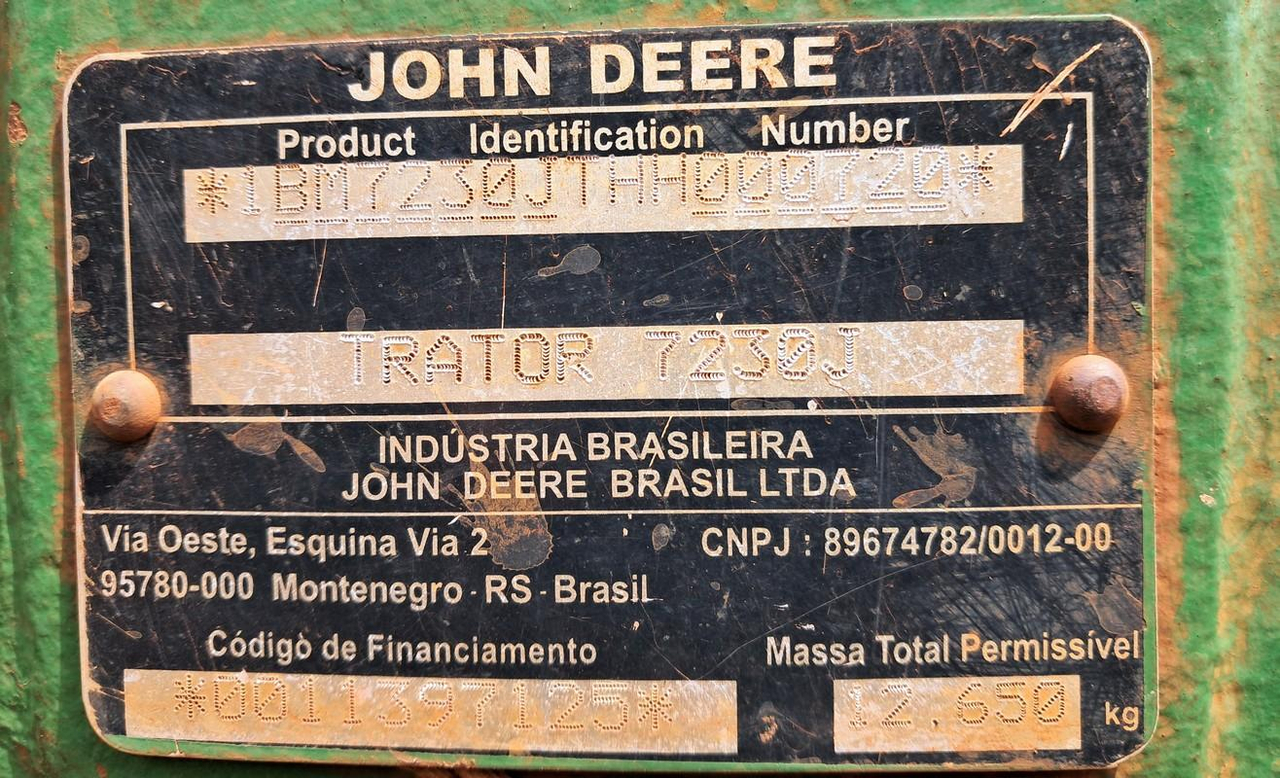 JOHN DEERE
Product Identification Number
*1BM7230JTHH000720*
TRATOR 7230J
INDÚSTRIA BRASILEIRA
JOHN DEERE BRASIL LTDA
Via Oeste, Esquina Via 2 CNPJ : 89674782/0012-00
95780-000 Montenegro - RS - Brasil
Código de Financiamento Massa Total Permissível
*0011397125* 12.650 kg